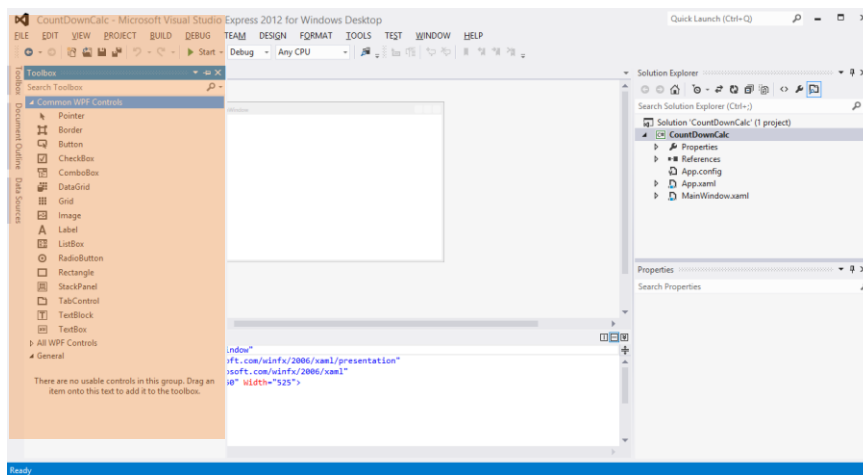 CountDownCalc - Microsoft Visual Studio Express 2012 for Windows Desktop
Quick Launch (Ctrl+Q)
FILE EDIT VIEW PROJECT BUILD DEBUG TEAM DESIGN FORMAT TOOLS TEST WINDOW HELP
Start Debug Any CPU
Toolbox
Document Outline
Data Sources
Toolbox
Search Toolbox
Common WPF Controls
Pointer
Border
Button
CheckBox
ComboBox
DataGrid
Grid
Image
Label
ListBox
RadioButton
Rectangle
StackPanel
TabControl
TextBlock
TextBox
All WPF Controls
General
There are no usable controls in this group. Drag an
item onto this text to add it to the toolbox.
indow"
oft.com/winfx/2006/xaml/presentation"
osoft.com/winfx/2006/xaml"
50" Width="525">
Solution Explorer
Search Solution Explorer (Ctrl+;)
Solution 'CountDownCalc' (1 project)
CountDownCalc
Properties
References
App.config
App.xaml
MainWindow.xaml
Properties
Search Properties
Ready